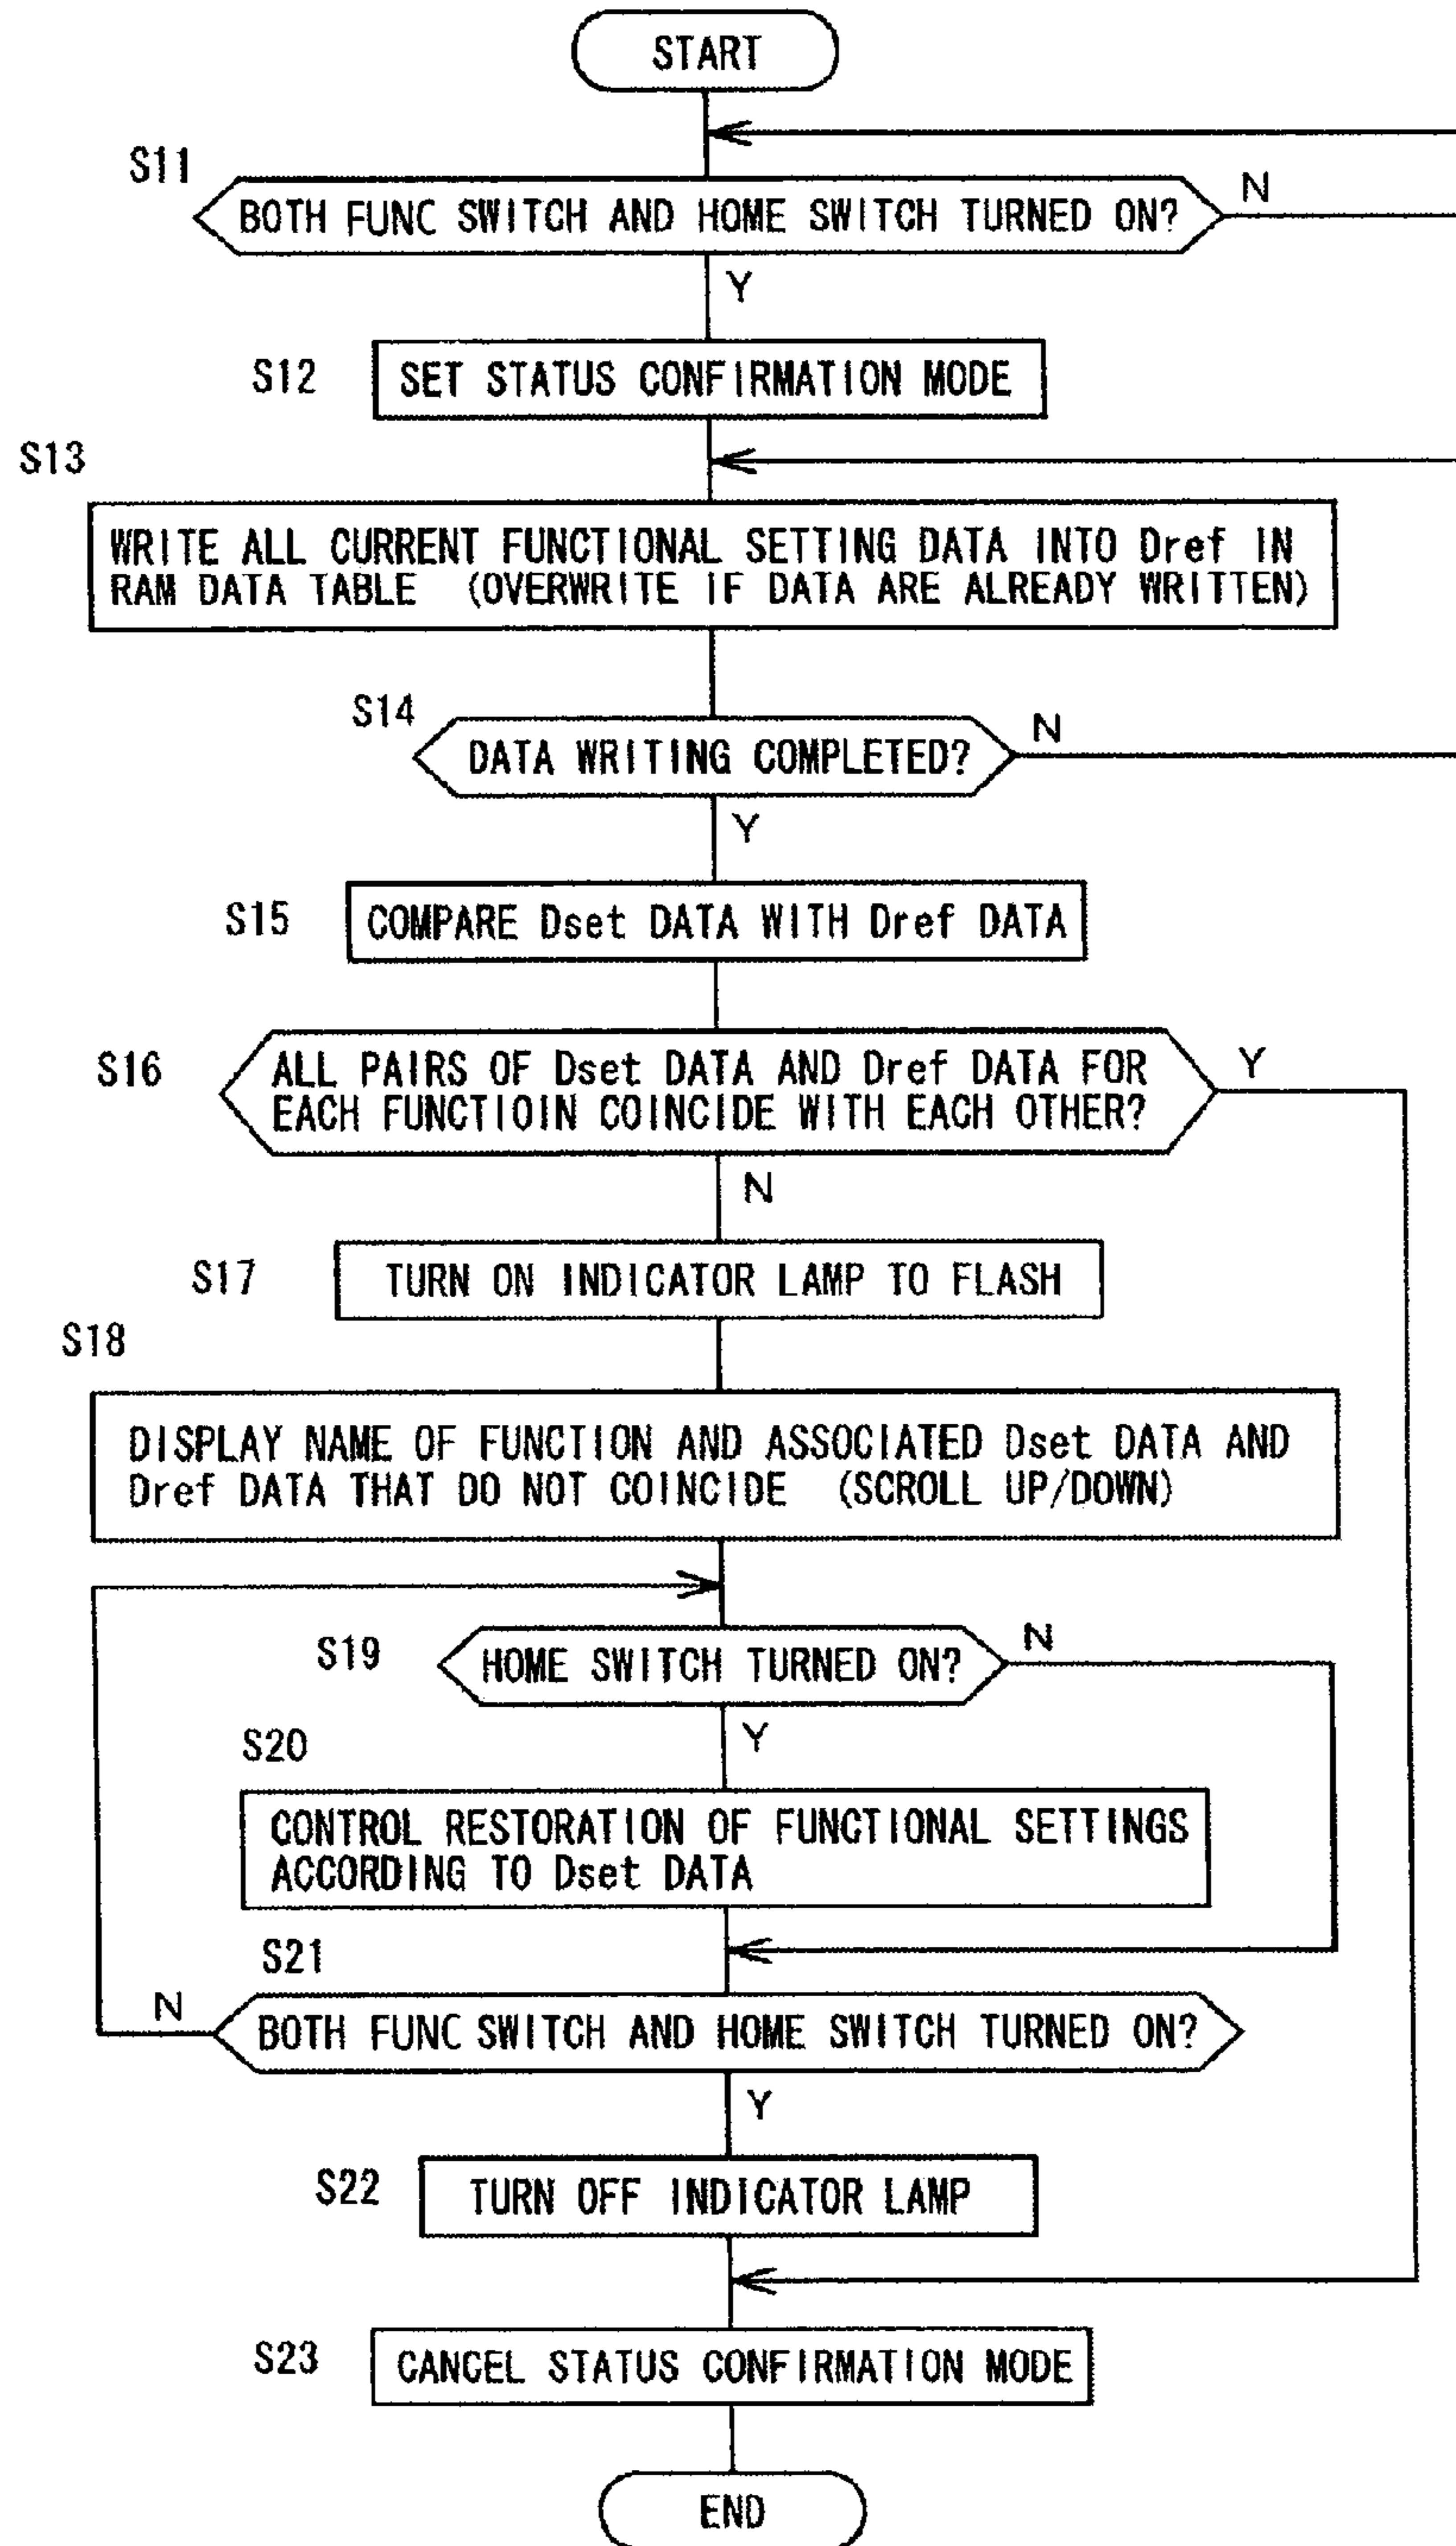 START
S11
BOTH FUNC SWITCH AND HOME SWITCH TURNED ON?
N
Y
S12
SET STATUS CONFIRMATION MODE
S13
WRITE ALL CURRENT FUNCTIONAL SETTING DATA INTO Dref IN
RAM DATA TABLE (OVERWRITE IF DATA ARE ALREADY WRITTEN)
S14
DATA WRITING COMPLETED?
N
Y
S15
COMPARE Dset DATA WITH Dref DATA
S16
ALL PAIRS OF Dset DATA AND Dref DATA FOR
EACH FUNCTIOIN COINCIDE WITH EACH OTHER?
Y
N
S17
TURN ON INDICATOR LAMP TO FLASH
S18
DISPLAY NAME OF FUNCTION AND ASSOCIATED Dset DATA AND
Dref DATA THAT DO NOT COINCIDE (SCROLL UP/DOWN)
S19
HOME SWITCH TURNED ON?
N
Y
S20
CONTROL RESTORATION OF FUNCTIONAL SETTINGS
ACCORDING TO Dset DATA
S21
N
BOTH FUNC SWITCH AND HOME SWITCH TURNED ON?
Y
S22
TURN OFF INDICATOR LAMP
S23
CANCEL STATUS CONFIRMATION MODE
END